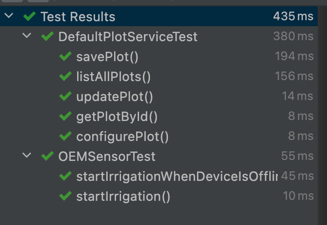 Test Results 435 ms
DefaultPlotServiceTest 380 ms
savePlot() 194 ms
listAllPlots() 156 ms
updatePlot() 14 ms
getPlotById() 8 ms
configurePlot() 8 ms
OEMSensorTest 55 ms
startIrrigationWhenDeviceIsOfflin 45 ms
startIrrigation() 10 ms